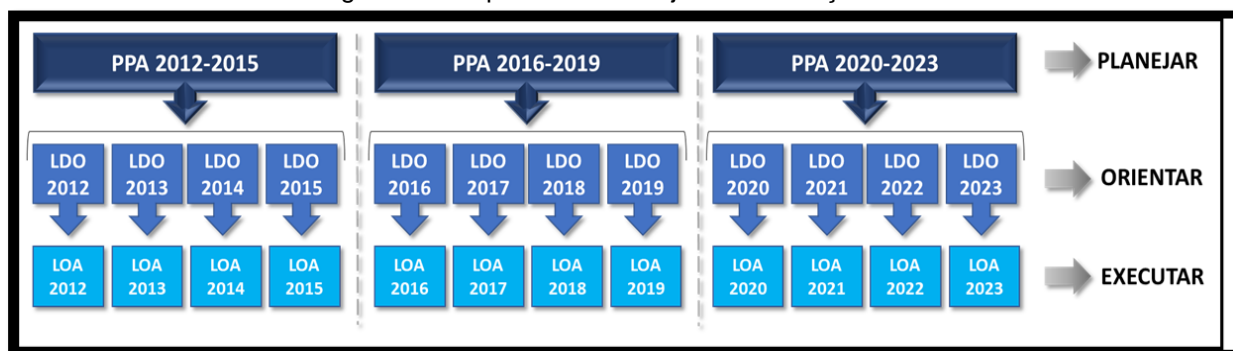 PPA 2012-2015 PPA 2016-2019 PPA 2020-2023 PLANEJAR
LDO LDO LDO LDO LDO LDO LDO LDO LDO LDO LDO LDO
2012 2013 2014 2015 2016 2017 2018 2019 2020 2021 2022 2023
ORIENTAR
LOA LOA LOA LOA LOA LOA LOA LOA LOA LOA LOA LOA
2012 2013 2014 2015 2016 2017 2018 2019 2020 2021 2022 2023
EXECUTAR